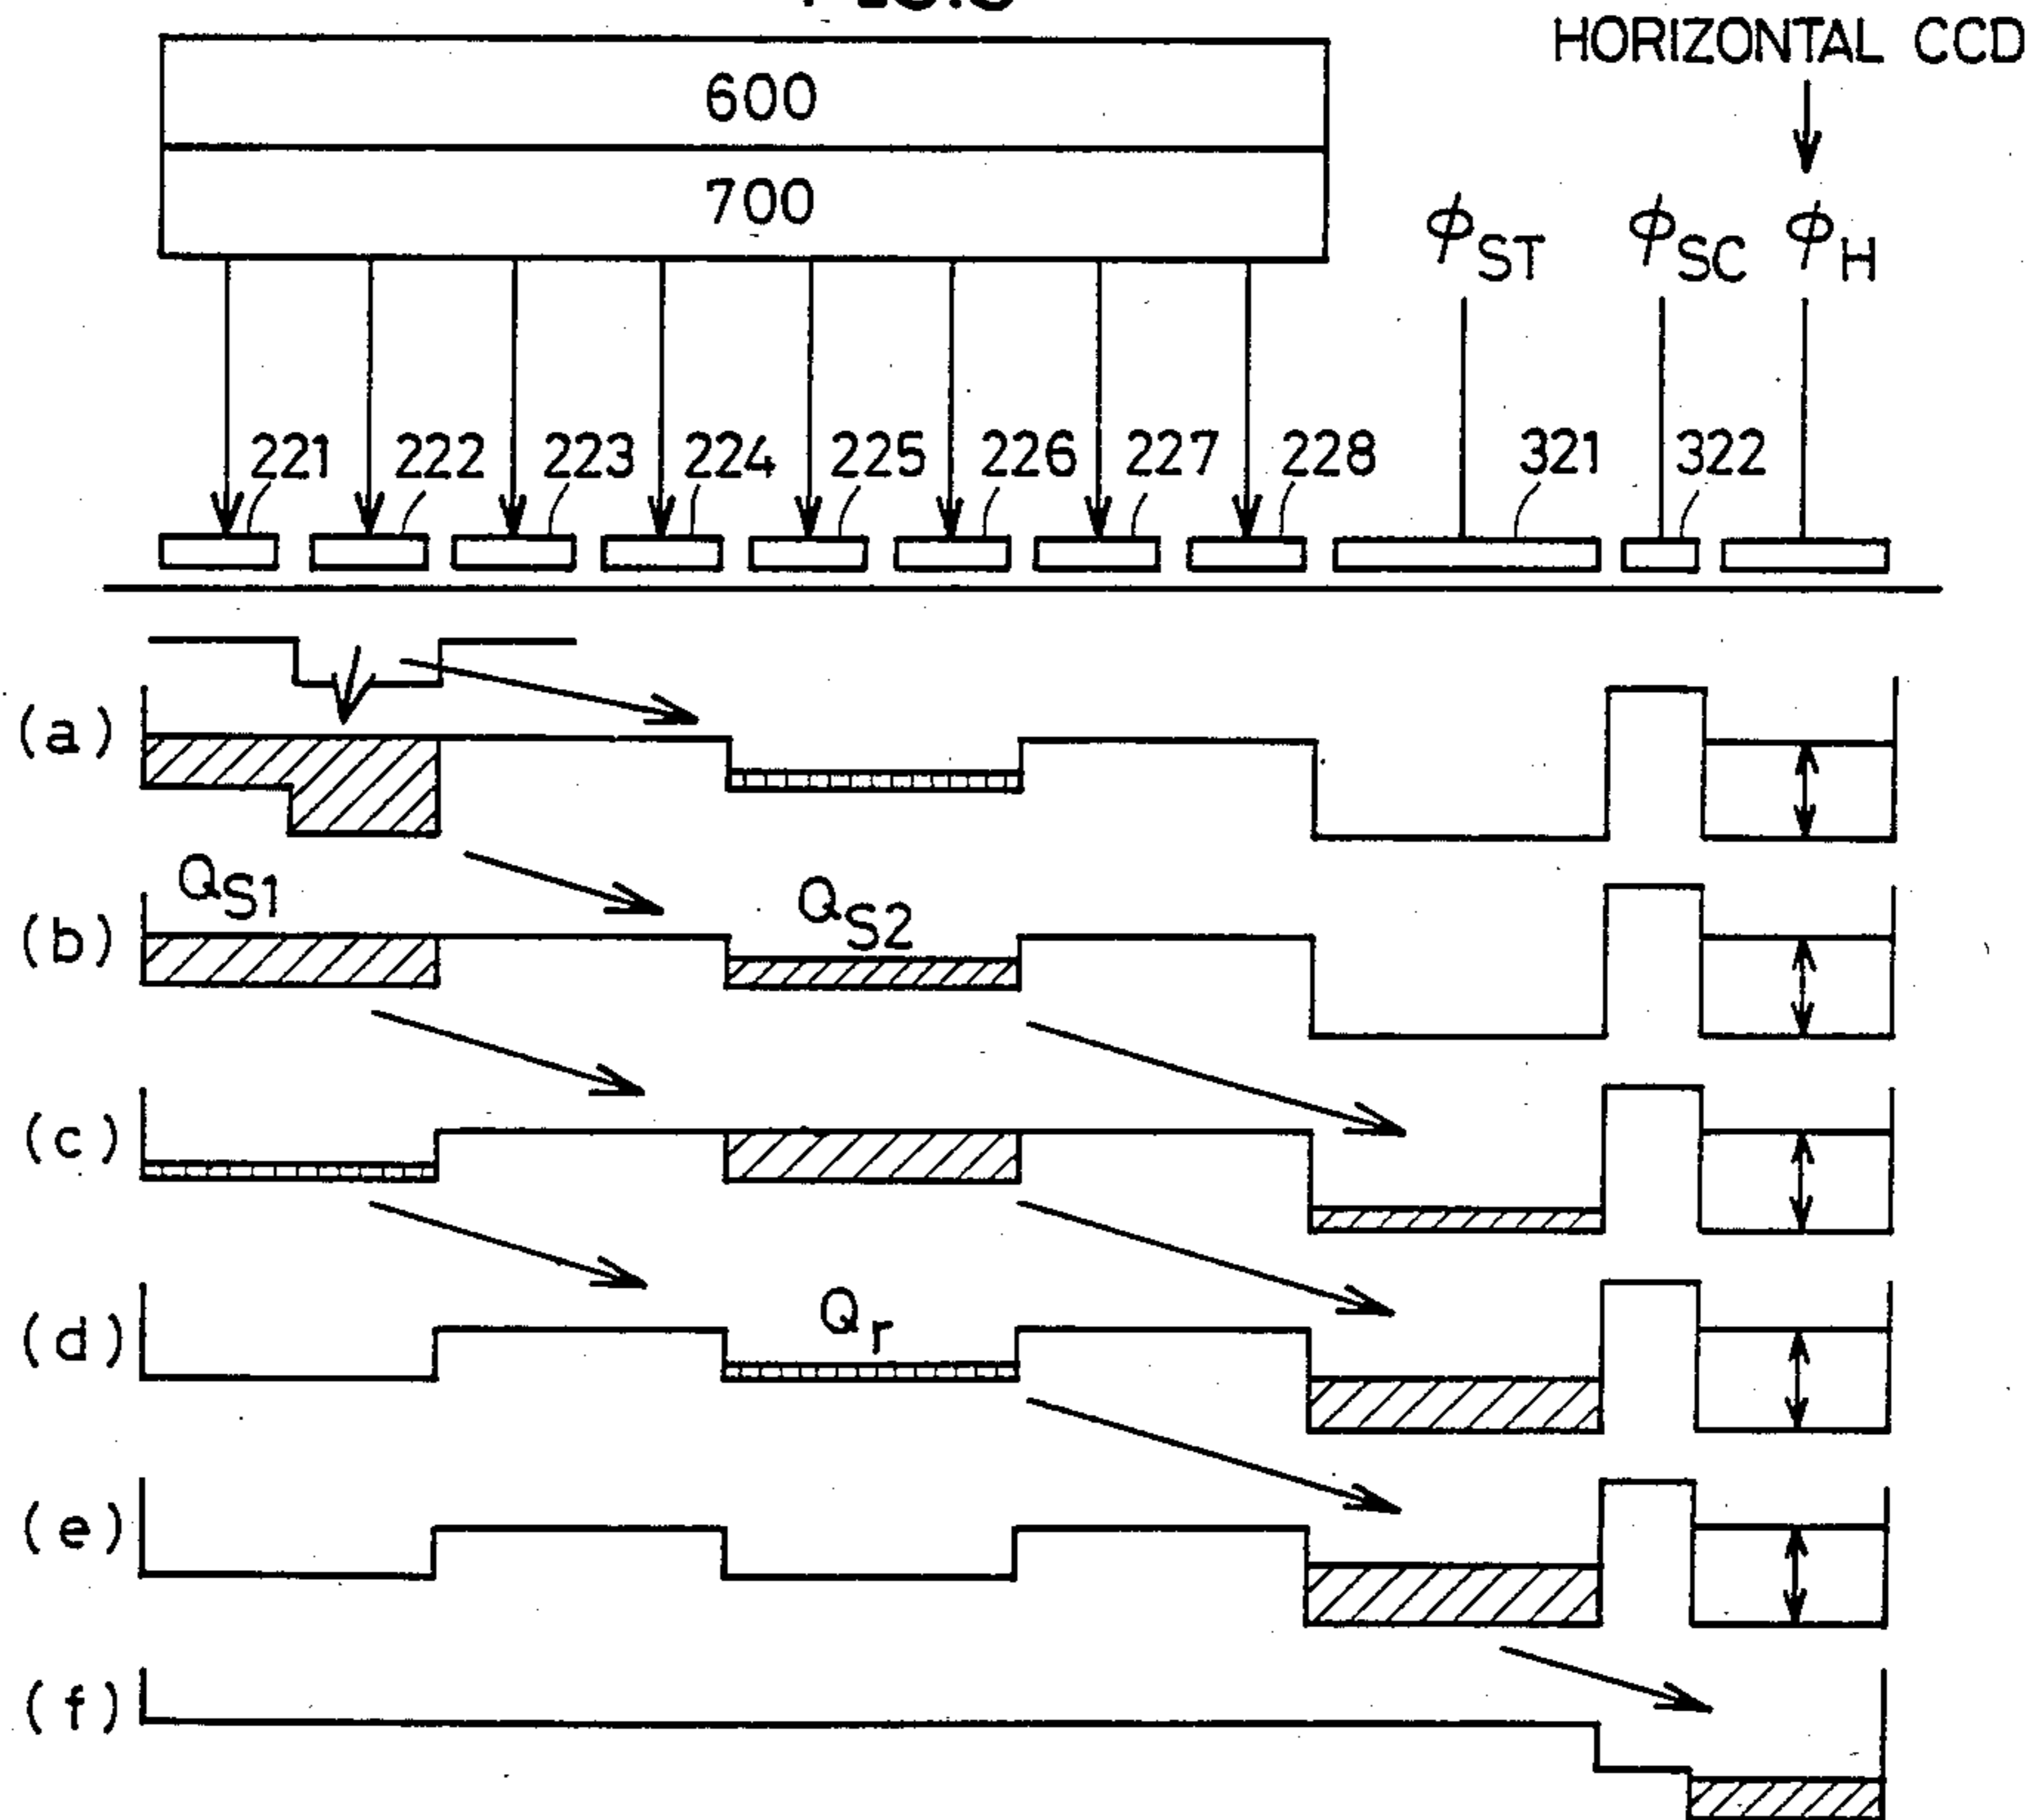 HORIZONTAL CCD
600
700
ϕST ϕSC ϕH
221 222 223 224 225 226 227 228 321 322
(a)
QS1 QS2
(b)
(c)
Qr
(d)
(e)
(f)